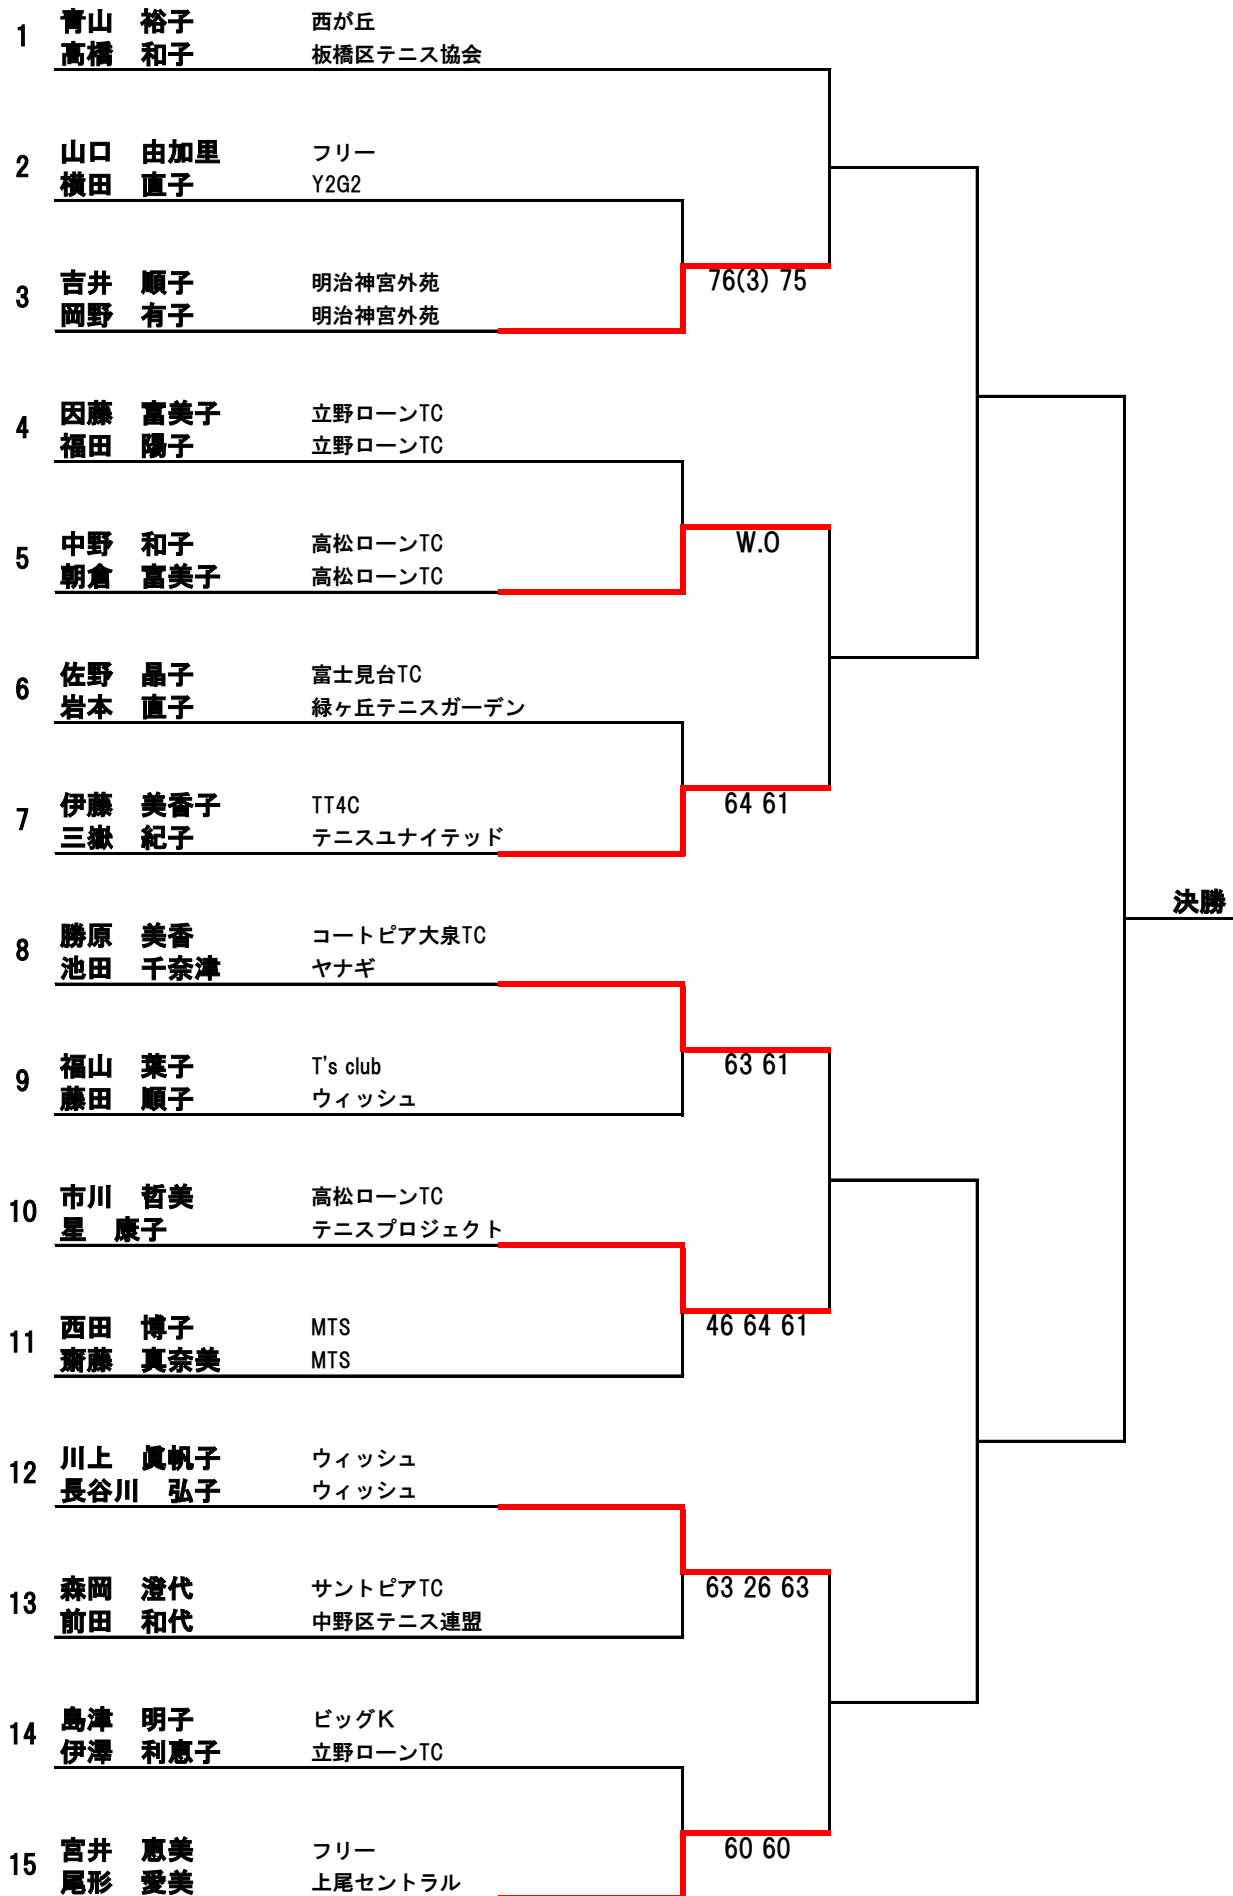 1 青山 裕子 西が丘
髙橋 和子 板橋区テニス協会
2 山口 由加里 フリー
横田 直子 Y2G2
3 吉井 順子 明治神宮外苑
岡野 有子 明治神宮外苑
76(3) 75
4 因藤 富美子 立野ローンTC
福田 陽子 立野ローンTC
5 中野 和子 高松ローンTC
朝倉 富美子 高松ローンTC
W.O
6 佐野 晶子 富士見台TC
岩本 直子 緑ヶ丘テニスガーデン
7 伊藤 美香子 TT4C
三嶽 紀子 テニスユナイテッド
64 61
決勝
8 勝原 美香 コートピア大泉TC
池田 千奈津 ヤナギ
9 福山 葉子 T's club
藤田 順子 ウィッシュ
63 61
10 市川 哲美 高松ローンTC
星 康子 テニスプロジェクト
11 西田 博子 MTS
齋藤 真奈美 MTS
46 64 61
12 川上 眞帆子 ウィッシュ
長谷川 弘子 ウィッシュ
13 森岡 澄代 サントピアTC
前田 和代 中野区テニス連盟
63 26 63
14 島津 明子 ビッグK
伊澤 利恵子 立野ローンTC
15 宮井 恵美 フリー
尾形 愛美 上尾セントラル
60 60